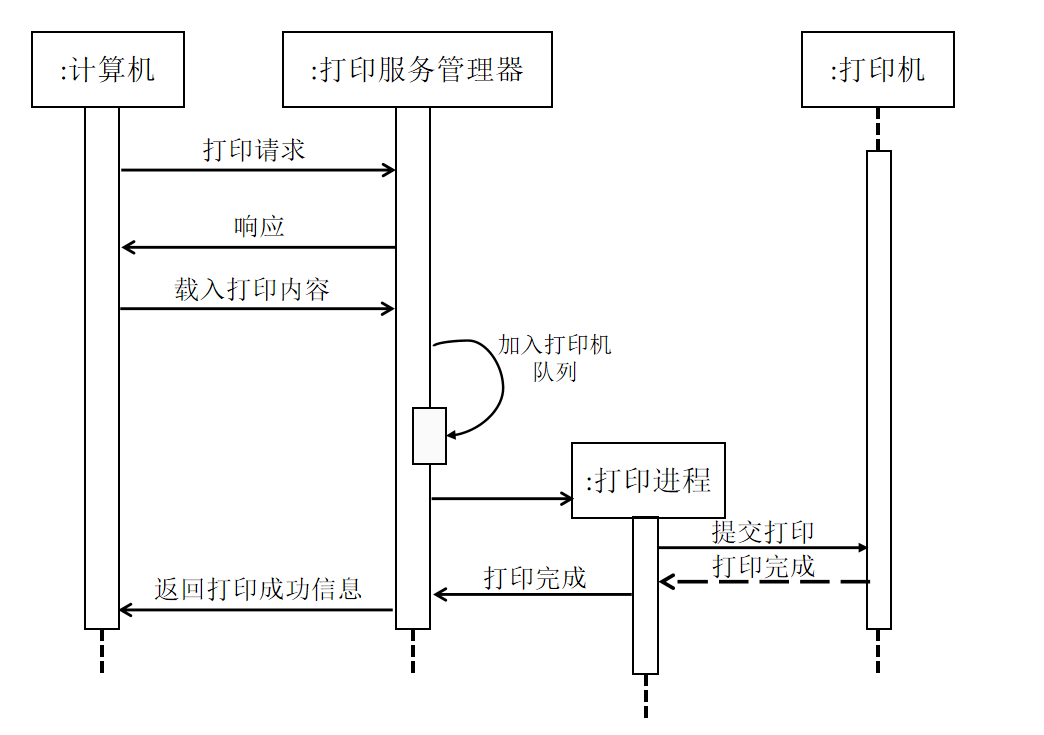 :计算机
:打印服务管理器
:打印机
打印请求
响应
载入打印内容
加入打印机
队列
:打印进程
提交打印
打印完成
打印完成
返回打印成功信息